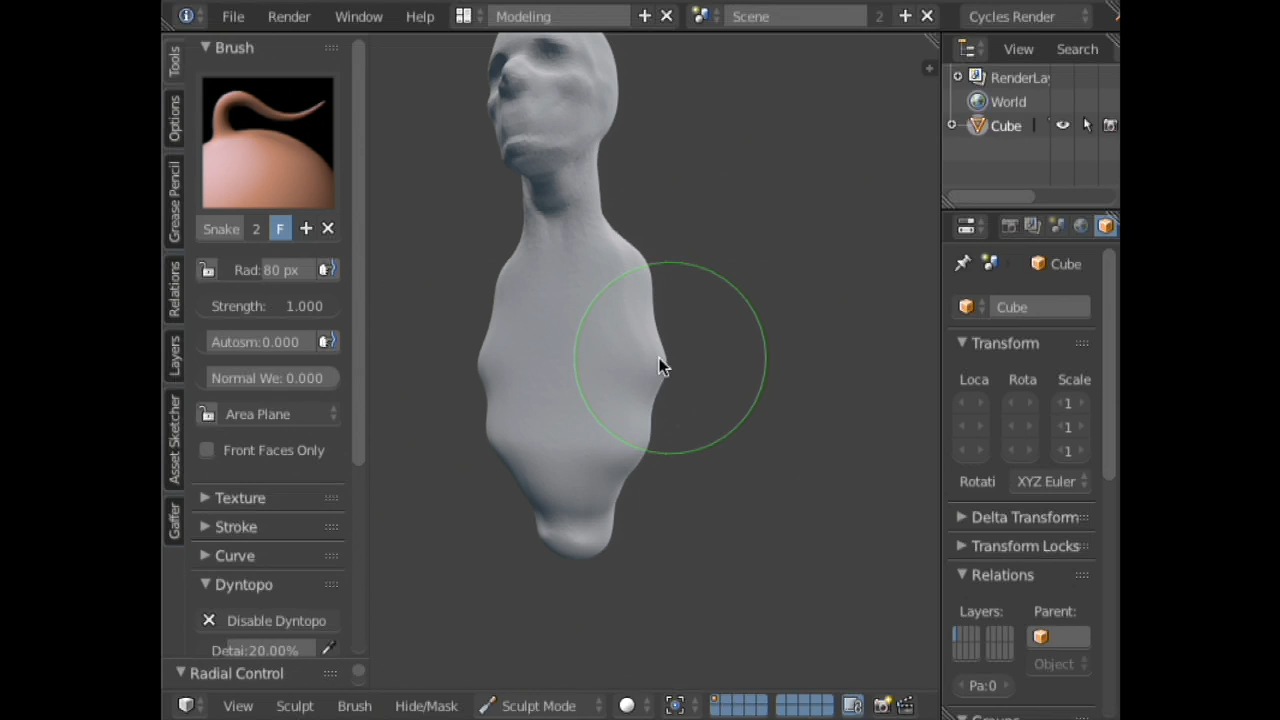 File Render Window Help Modeling Scene 2 Cycles Render
Tools
Options
Grease Pencil
Relations
Layers
Asset Sketcher
Gaffer
Brush
Snake 2 F
Rad: 80 px
Strength: 1.000
Autosm:0.000
Normal We: 0.000
Area Plane
Front Faces Only
Texture
Stroke
Curve
Dyntopo
Disable Dyntopo
Detai:20.00%
Radial Control
View Sculpt Brush Hide/Mask Sculpt Mode
View Search
RenderLay
World
Cube
Cube
Cube
Transform
Loca Rota Scale
1
1
1
Rotati XYZ Euler
Delta Transform
Transform Locks
Relations
Layers: Parent:
Object
Pa:0